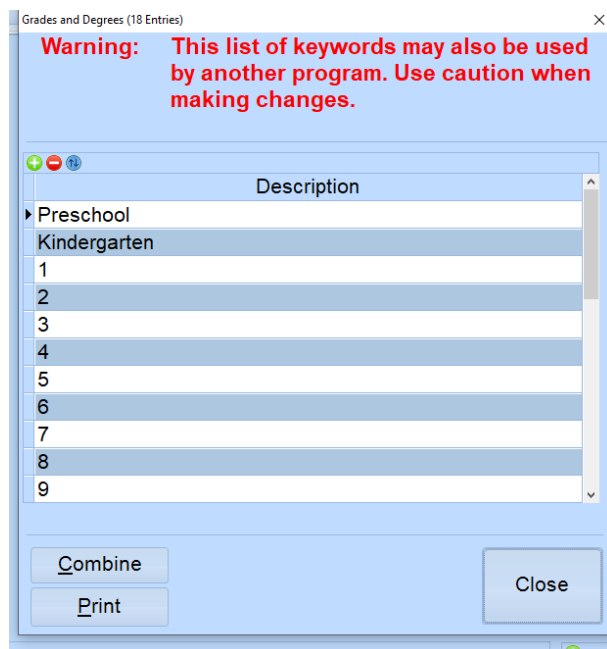 Grades and Degrees (18 Entries)
Warning: This list of keywords may also be used
by another program. Use caution when
making changes.
Description
Preschool
Kindergarten
1
2
3
4
5
6
7
8
9
Combine
Print
Close